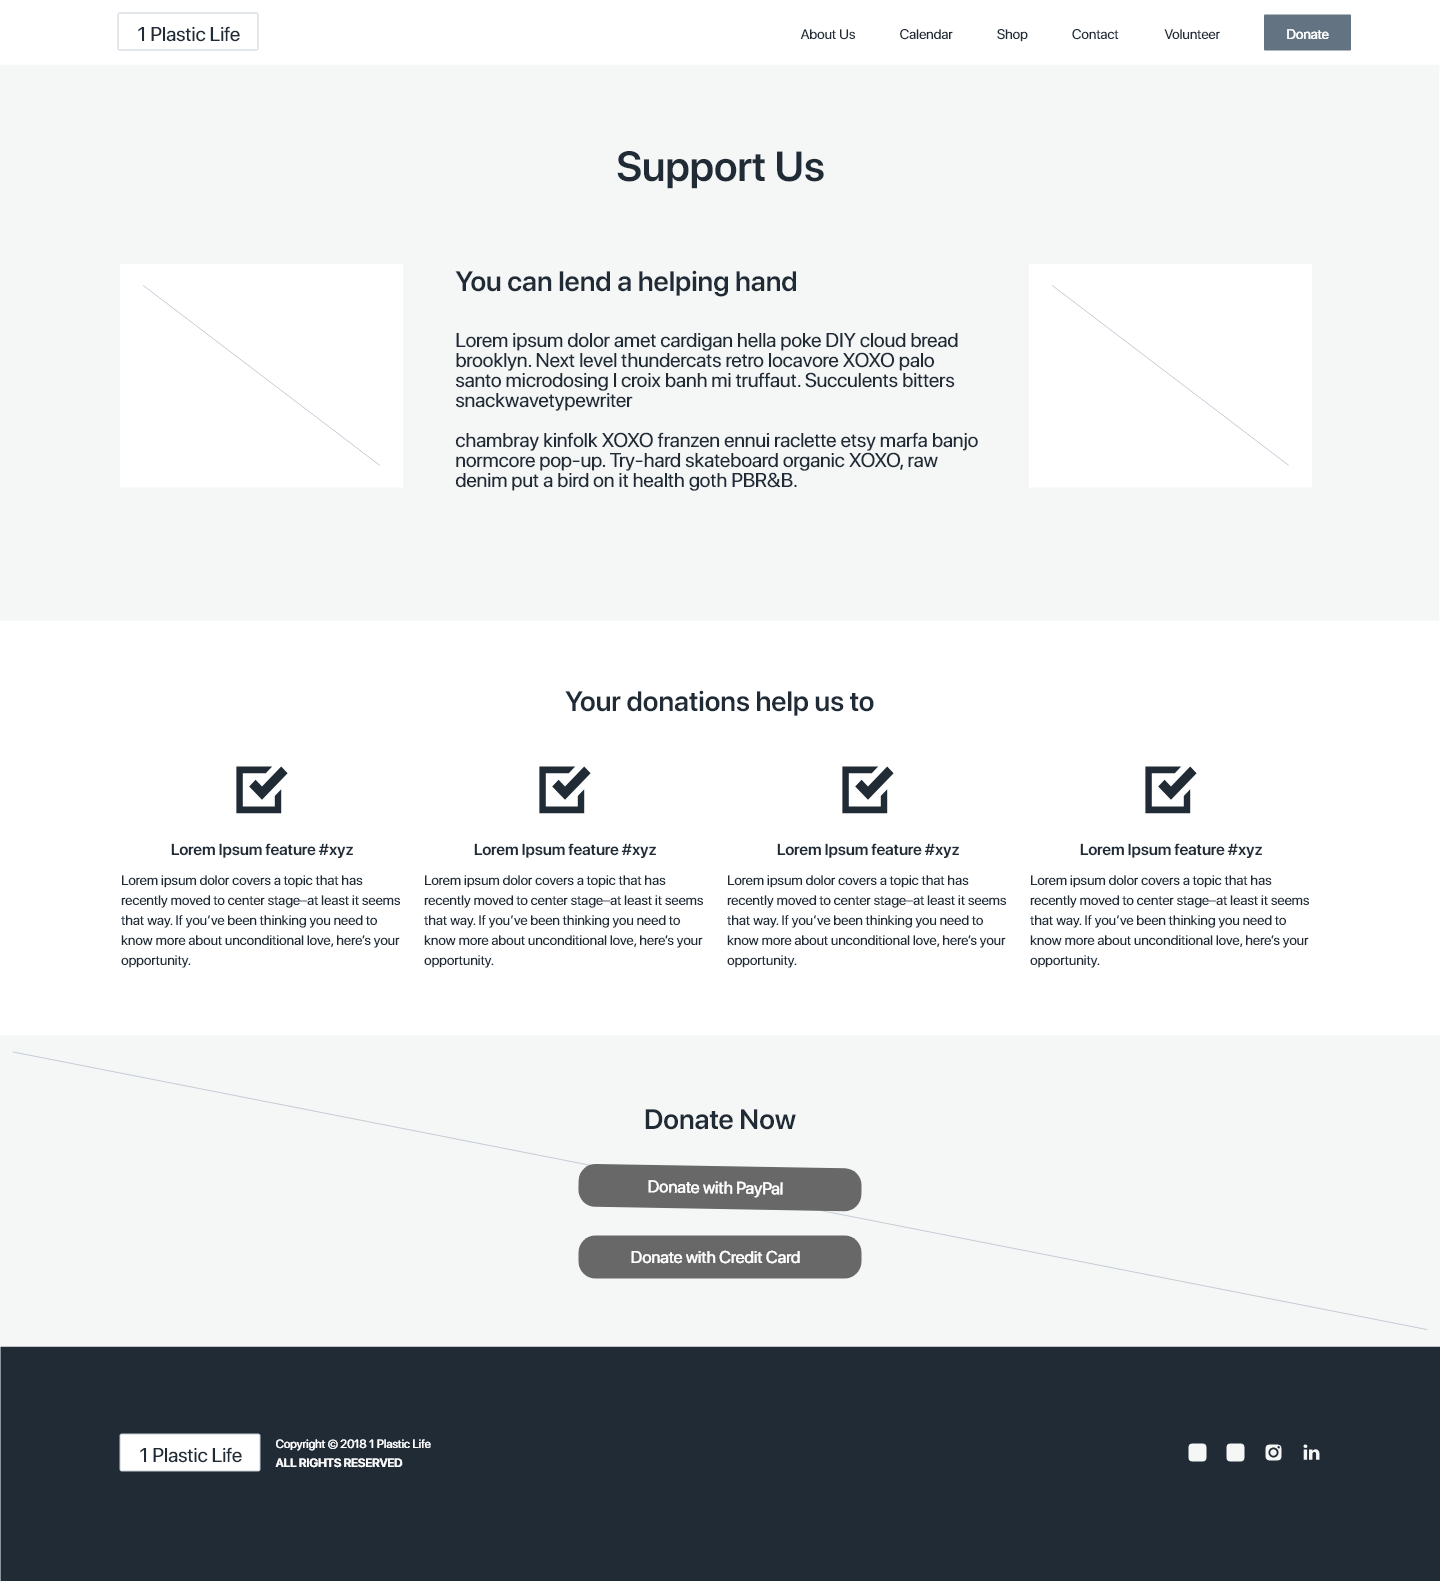 1 Plastic Life
About Us
Calendar
Shop
Contact
Volunteer
Donate
Support Us
You can lend a helping hand
Lorem ipsum dolor amet cardigan hella poke DIY cloud bread
brooklyn. Next level thundercats retro locavore XOXO palo
santo microdosing l croix banh mi truffaut. Succulents bitters
snackwavetypewriter
chambray kinfolk XOXO franzen ennui raclette etsy marfa banjo
normcore pop-up. Try-hard skateboard organic XOXO, raw
denim put a bird on it health goth PBR&B.
Your donations help us to
Lorem Ipsum feature #xyz
Lorem ipsum dolor covers a topic that has
recently moved to center stage–at least it seems
that way. If you’ve been thinking you need to
know more about unconditional love, here’s your
opportunity.
Lorem Ipsum feature #xyz
Lorem ipsum dolor covers a topic that has
recently moved to center stage–at least it seems
that way. If you’ve been thinking you need to
know more about unconditional love, here’s your
opportunity.
Lorem Ipsum feature #xyz
Lorem ipsum dolor covers a topic that has
recently moved to center stage–at least it seems
that way. If you’ve been thinking you need to
know more about unconditional love, here’s your
opportunity.
Lorem Ipsum feature #xyz
Lorem ipsum dolor covers a topic that has
recently moved to center stage–at least it seems
that way. If you’ve been thinking you need to
know more about unconditional love, here’s your
opportunity.
Donate Now
Donate with PayPal
Donate with Credit Card
1 Plastic Life
Copyright © 2018 1 Plastic Life
ALL RIGHTS RESERVED